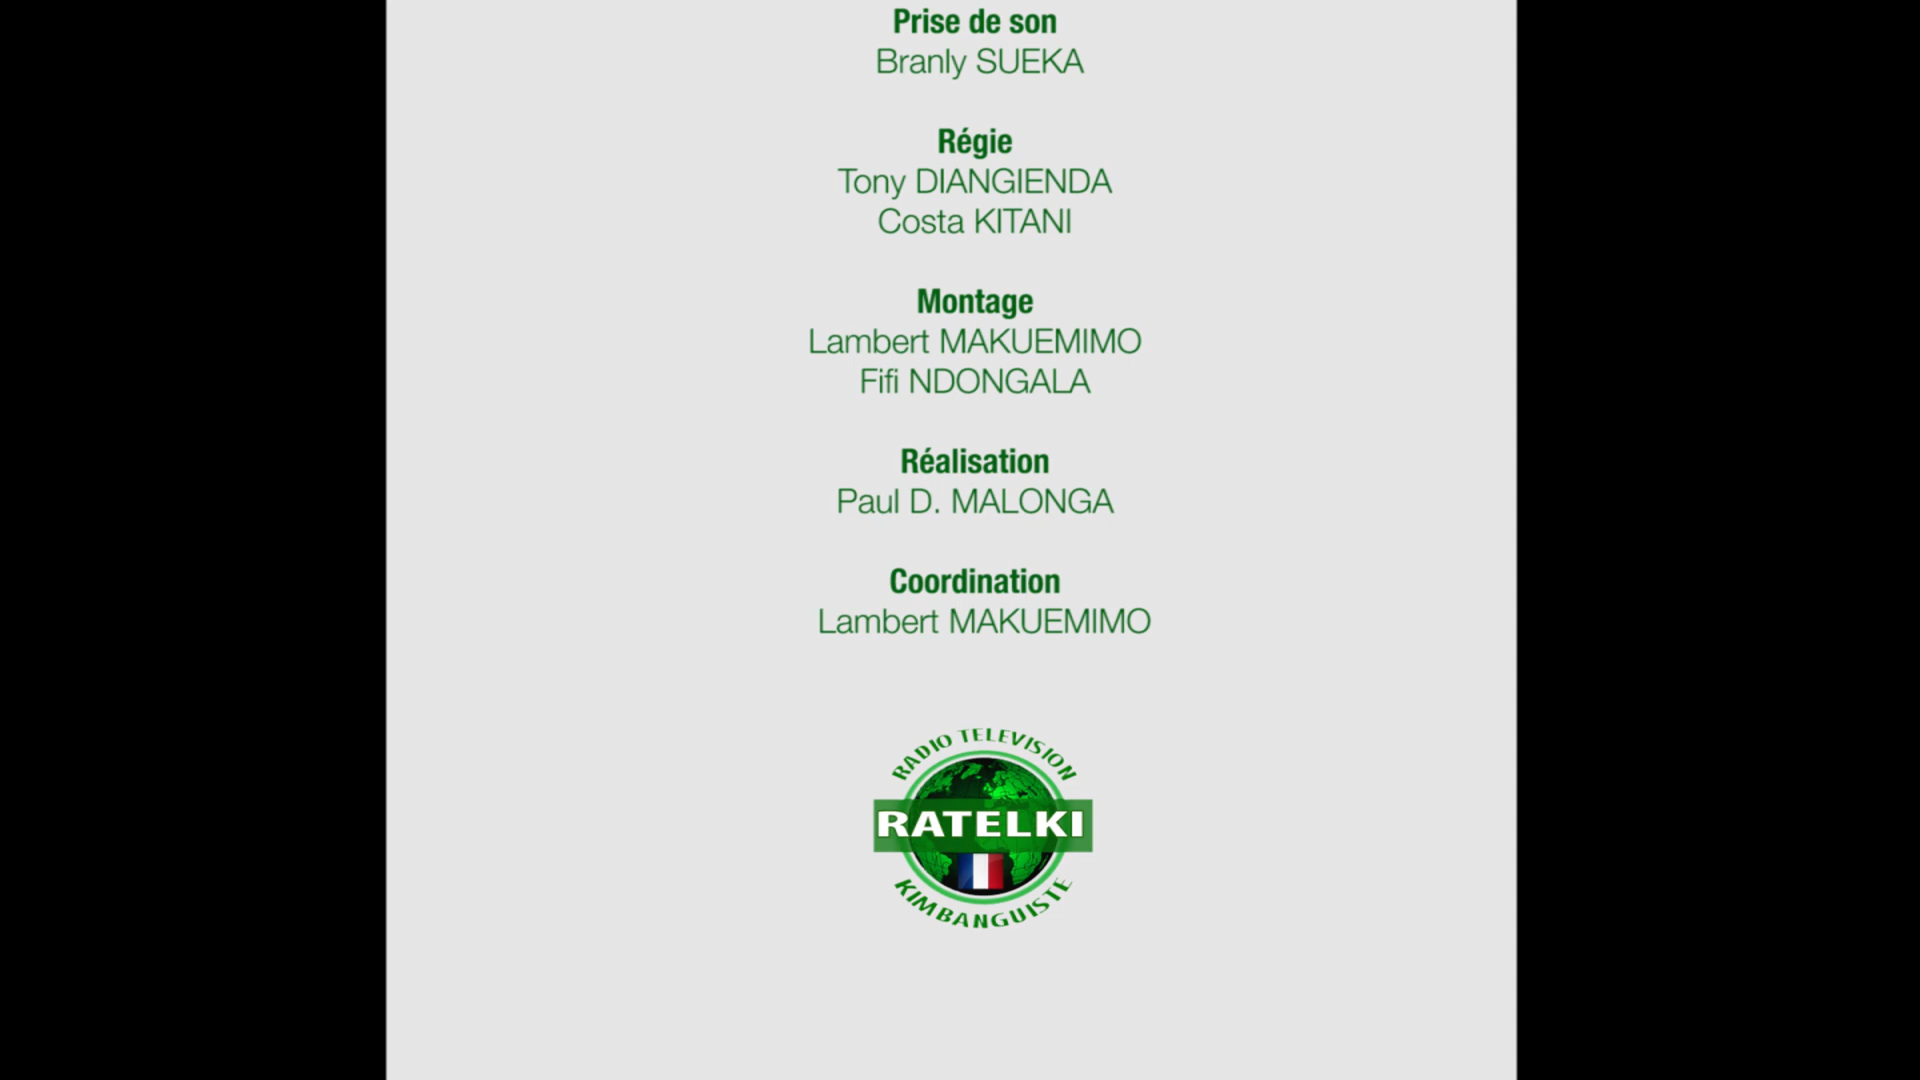 Prise de son
Branly SUEKA
Régie
Tony DIANGIENDA
Costa KITANI
Montage
Lambert MAKUEMIMO
Fifi NDONGALA
Réalisation
Paul D. MALONGA
Coordination
Lambert MAKUEMIMO
RADIO TELEVISION
RATELKI
KIMBANGUISTE